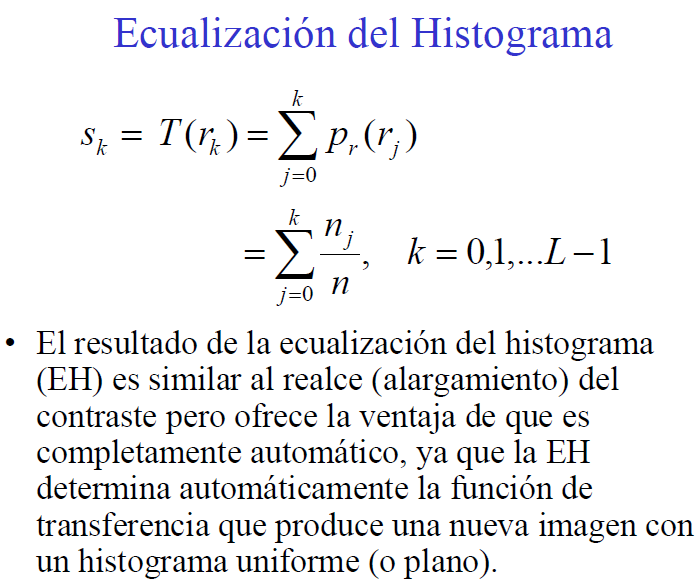 Ecualización del Histograma
s_k = T(r_k) = \sum_{j=0}^{k} p_r(r_j)
= \sum_{j=0}^{k} \frac{n_j}{n}, k = 0,1,...L-1
• El resultado de la ecualización del histograma
(EH) es similar al realce (alargamiento) del
contraste pero ofrece la ventaja de que es
completamente automático, ya que la EH
determina automáticamente la función de
transferencia que produce una nueva imagen con
un histograma uniforme (o plano).